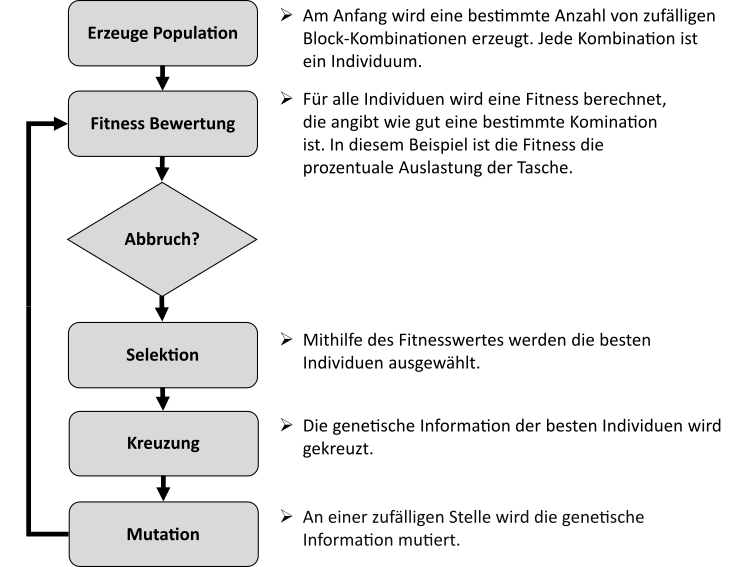 Erzeuge Population
➢ Am Anfang wird eine bestimmte Anzahl von zufälligen
Block-Kombinationen erzeugt. Jede Kombination ist
ein Individuum.
Fitness Bewertung
➢ Für alle Individuen wird eine Fitness berechnet,
die angibt wie gut eine bestimmte Komination
ist. In diesem Beispiel ist die Fitness die
prozentuale Auslastung der Tasche.
Abbruch?
Selektion
➢ Mithilfe des Fitnesswertes werden die besten
Individuen ausgewählt.
Kreuzung
➢ Die genetische Information der besten Individuen wird
gekreuzt.
Mutation
➢ An einer zufälligen Stelle wird die genetische
Information mutiert.